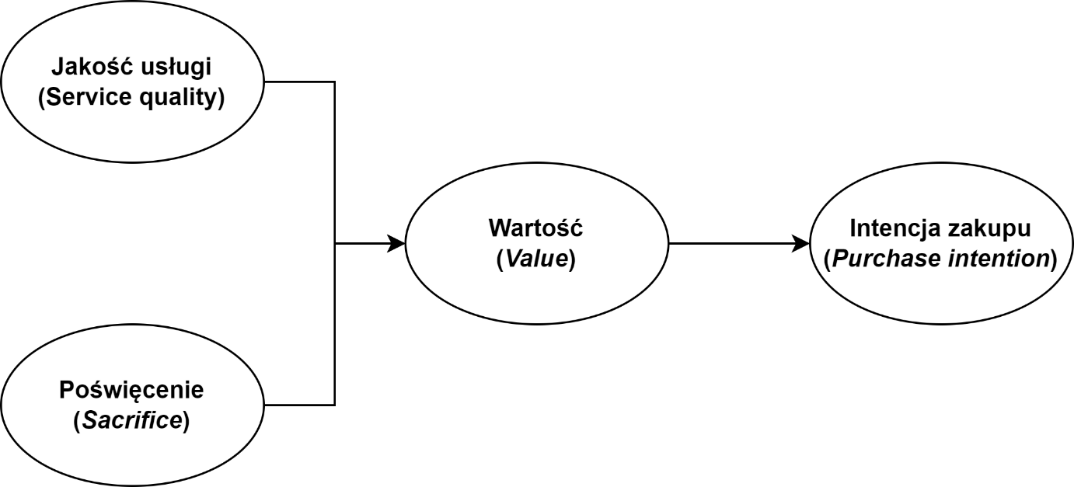 Jakość usługi
(Service quality)
Wartość
(Value)
Intencja zakupu
(Purchase intention)
Poświęcenie
(Sacrifice)